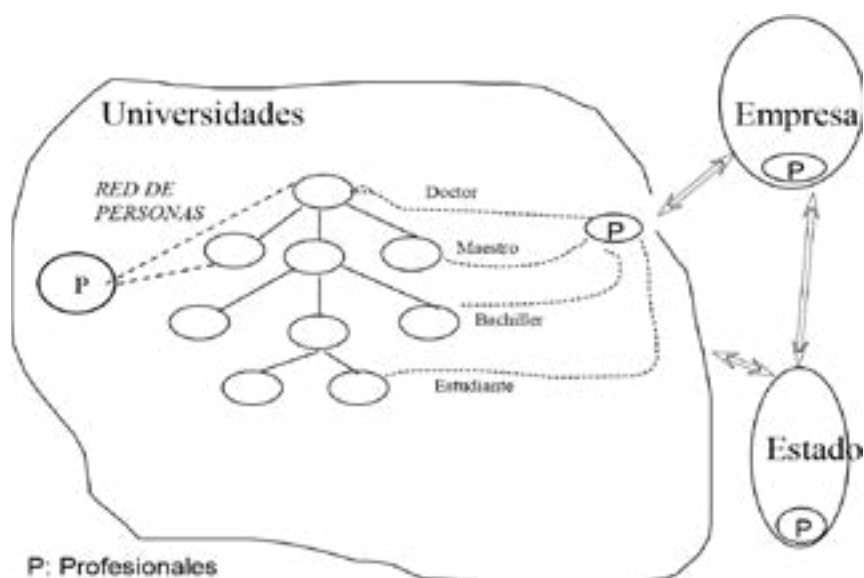 Universidades
Empresa
P
RED DE
PERSONAS
Doctor
P
Maestro
P
Bachiller
Estudiante
Estado
P
P: Profesionales